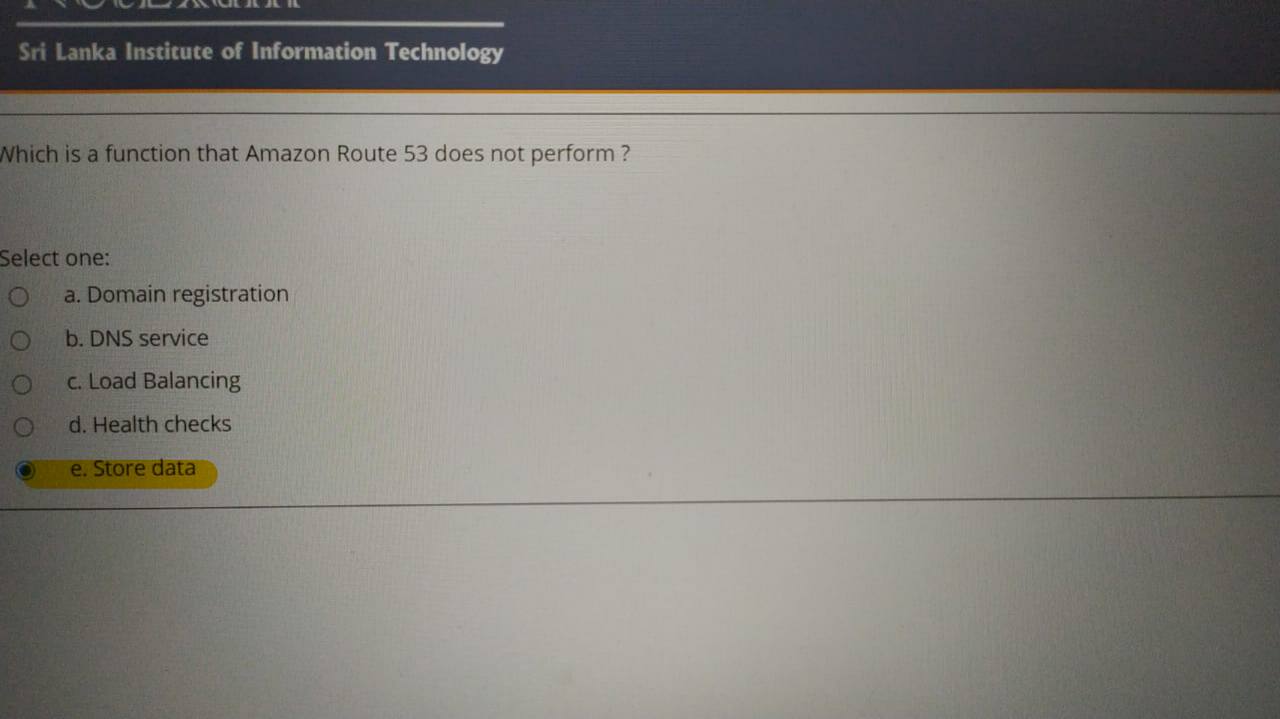 Sri Lanka Institute of Information Technology
Which is a function that Amazon Route 53 does not perform ?
Select one:
a. Domain registration
b. DNS service
c. Load Balancing
d. Health checks
e. Store data